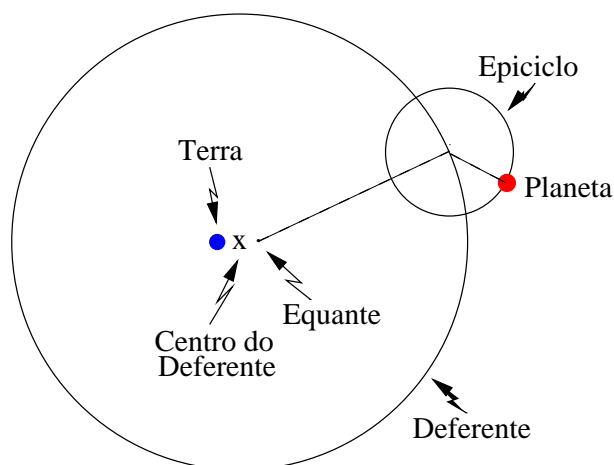 Epiciclo
Terra
Planeta
x
Equante
Centro do
Deferente
Deferente